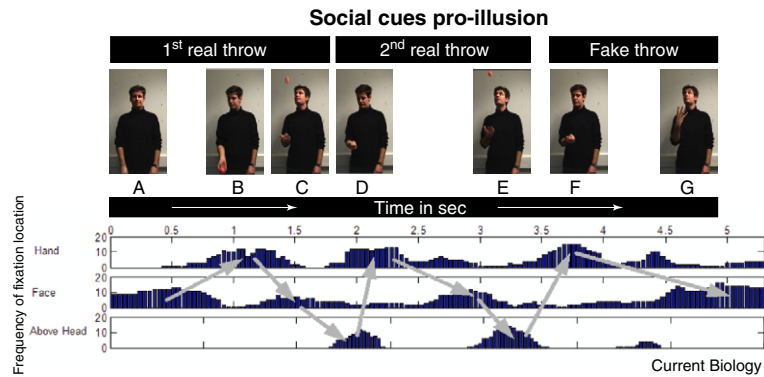 Social cues pro-illusion
1st real throw 2nd real throw Fake throw
A B C D E F G
Time in sec
0 0.5 1 1.5 2 2.5 3 3.5 4 4.5 5
Frequency of fixation location
Hand 20 10 0
Face 20 10 0
Above Head 20 10 0
Current Biology